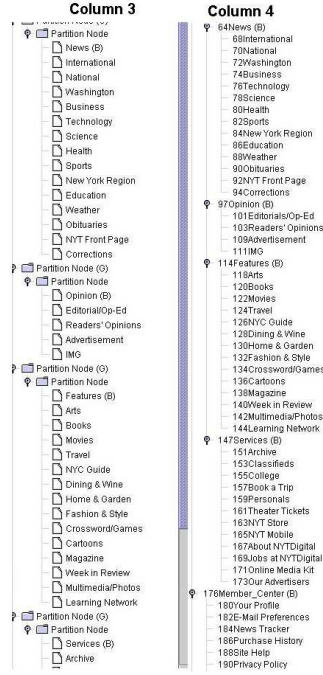 Column 3
Partition Node (G)
Partition Node
News (B)
International
National
Washington
Business
Technology
Science
Health
Sports
New York Region
Education
Weather
Obituaries
NYT Front Page
Corrections
Partition Node (G)
Partition Node
Opinion (B)
Editorial/Op-Ed
Readers' Opinions
Advertisement
IMG
Partition Node (G)
Partition Node
Features (B)
Arts
Books
Movies
Travel
NYC Guide
Dining & Wine
Home & Garden
Fashion & Style
Crossword/Games
Cartoons
Magazine
Week in Review
Multimedia/Photos
Learning Network
Partition Node (G)
Partition Node
Services (B)
Archive
Column 4
64News (B)
68International
70National
72Washington
74Business
76Technology
78Science
80Health
82Sports
84New York Region
86Education
88Weather
90Obituaries
92NYT Front Page
94Corrections
97Opinion (B)
101Editorials/Op-Ed
103Readers' Opinions
109Advertisement
111IMG
114Features (B)
118Arts
120Books
122Movies
124Travel
126NYC Guide
128Dining & Wine
130Home & Garden
132Fashion & Style
134Crossword/Games
136Cartoons
138Magazine
140Week in Review
142Multimedia/Photos
144Learning Network
147Services (B)
151Archive
153Classifieds
155College
157Book a Trip
159Personals
161Theater Tickets
163NYT Store
165NYT Mobile
167About NYTDigital
169Jobs at NYTDigital
171Online Media Kit
173Our Advertisers
176Member_Center (B)
180Your Profile
182E-Mail Preferences
184News Tracker
186Purchase History
188Site Help
190Privacy Policy